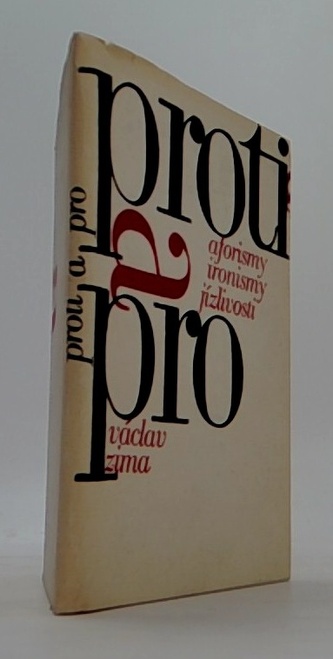 proti
a
pro
aforismy
ironismy
jízlivosti
václav
zima
proti a pro